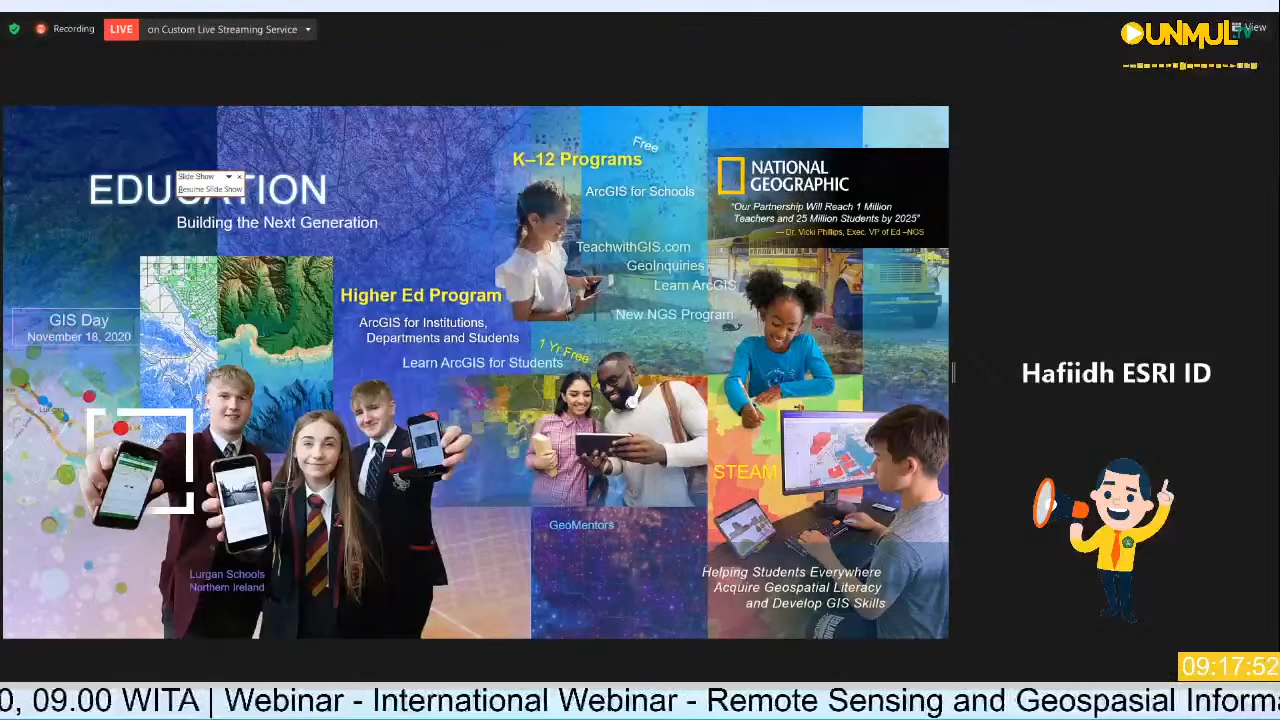 Recording
LIVE
on Custom Live Streaming Service
UNMUL TV
View
EDUCATION
Slide Show
Resume Slide Show
Building the Next Generation
Free
K–12 Programs
ArcGIS for Schools
TeachwithGIS.com
GeoInquiries
Learn ArcGIS
New NGS Program
NATIONAL
GEOGRAPHIC
“Our Partnership Will Reach 1 Million
Teachers and 25 Million Students by 2025”
— Dr. Vicki Phillips, Exec. VP of Ed –NGS
Higher Ed Program
ArcGIS for Institutions,
Departments and Students
Learn ArcGIS for Students
1 Yr Free
GIS Day
November 18, 2020
STEAM
GeoMentors
Lurgan Schools
Northern Ireland
Helping Students Everywhere
Acquire Geospatial Literacy
and Develop GIS Skills
Hafiidh ESRI ID
09:17:52
0, 09.00 WITA | Webinar - International Webinar - Remote Sensing and Geospasial Inform